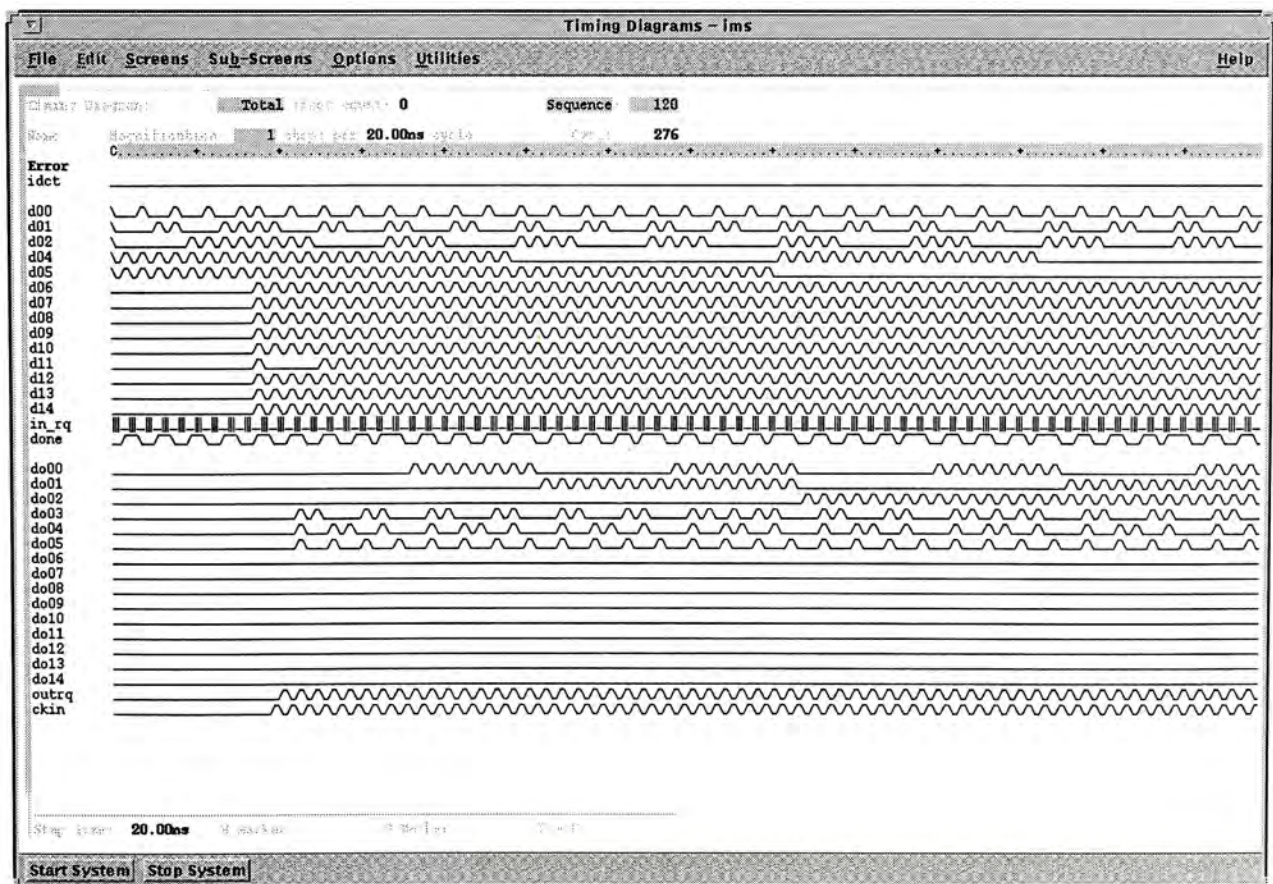 Timing Diagrams – ims
File Edit Screens Sub-Screens Options Utilities Help
Total 0 Sequence 120
1 20.00ns cycle 276
Error
idct
d00
d01
d02
d04
d05
d06
d07
d08
d09
d10
d11
d12
d13
d14
in_rq
done
do00
do01
do02
do03
do04
do05
do06
do07
do08
do09
do10
do11
do12
do13
do14
outrq
ckin
20.00ns
Start System Stop System